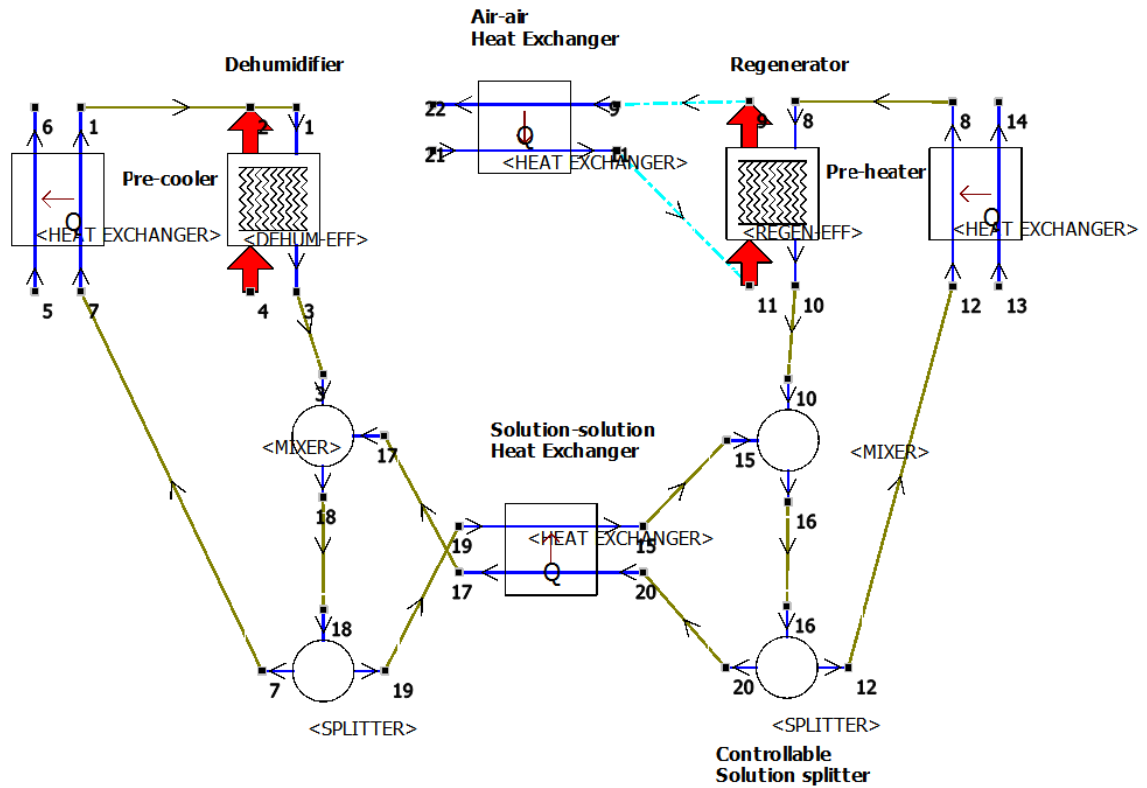 Air-air
Heat Exchanger
Dehumidifier
Regenerator
6
1
2
1
22
9
9
8
8
14
21
Q
11
<HEAT EXCHANGER>
Pre-cooler
Pre-heater
Q
<HEAT EXCHANGER>
<DEHUM-EFF>
<REGEN-EFF>
Q
<HEAT EXCHANGER>
5
7
4
3
11
10
12
13
3
10
<MIXER>
17
Solution-solution
Heat Exchanger
15
<MIXER>
18
16
19
<HEAT EXCHANGER>
15
17
Q
20
18
16
7
19
20
12
<SPLITTER>
<SPLITTER>
Controllable
Solution splitter